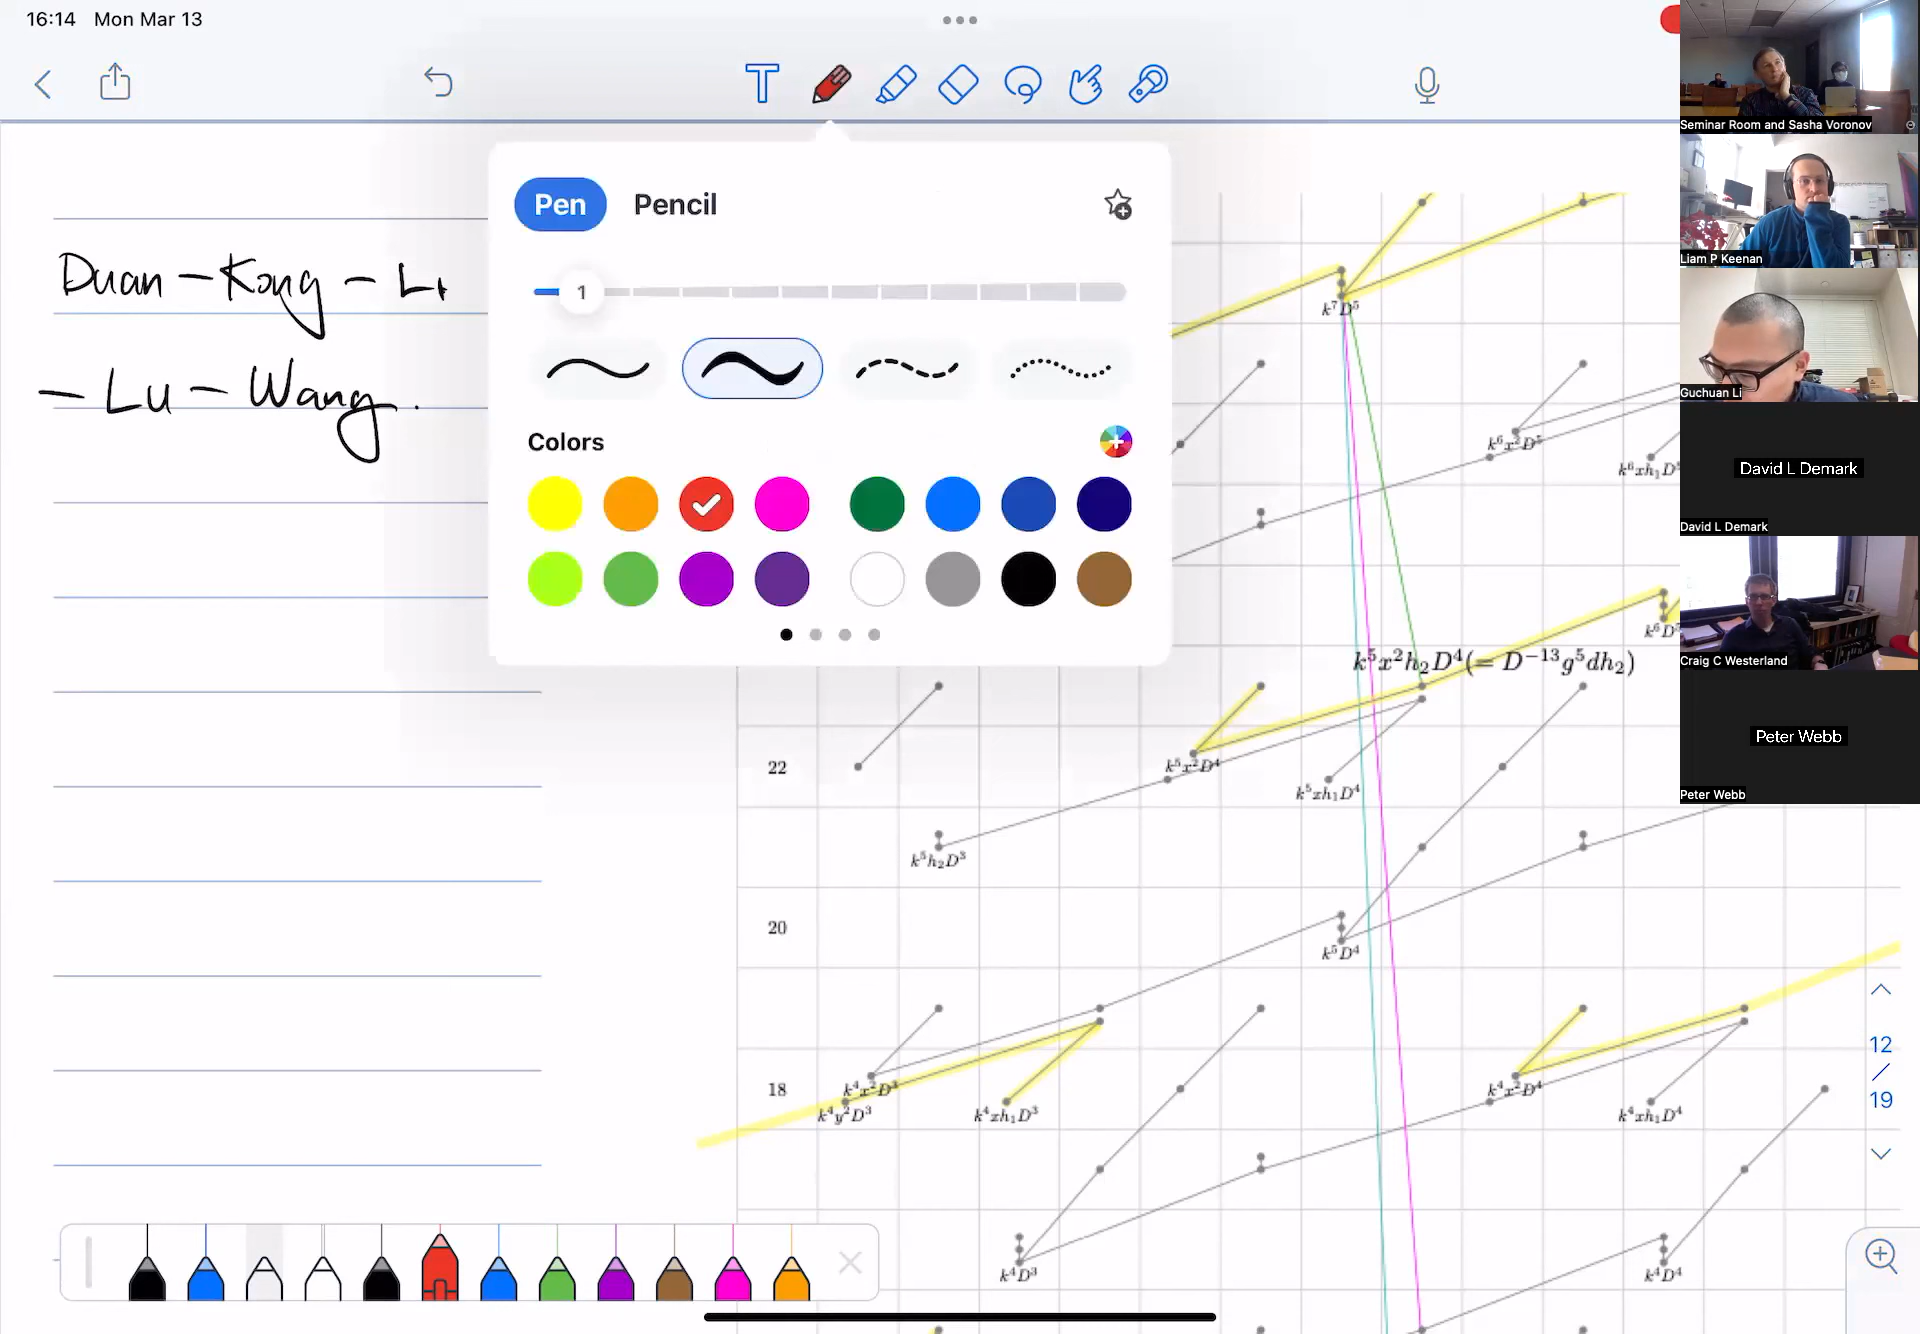 16:14 Mon Mar 13
T
Duan - Kong - Li
- Lu - Wang.
Pen Pencil
1
Colors
k⁷D⁵
k⁶x²D⁵
k⁶xh₁D⁵
k⁶D⁵
k⁵x²h₂D⁴(= D⁻¹³g⁵dh₂)
22
k⁵x²D⁴
k⁵xh₁D⁴
k⁵h₂D³
20
k⁵D⁴
18
k⁴x²D³
k⁴y²D³
k⁴xh₁D³
k⁴x²D⁴
k⁴xh₁D⁴
k⁴D³
k⁴D⁴
12
/
19
Seminar Room and Sasha Voronov
Liam P Keenan
Guchuan Li
David L Demark
David L Demark
Craig C Westerland
Peter Webb
Peter Webb